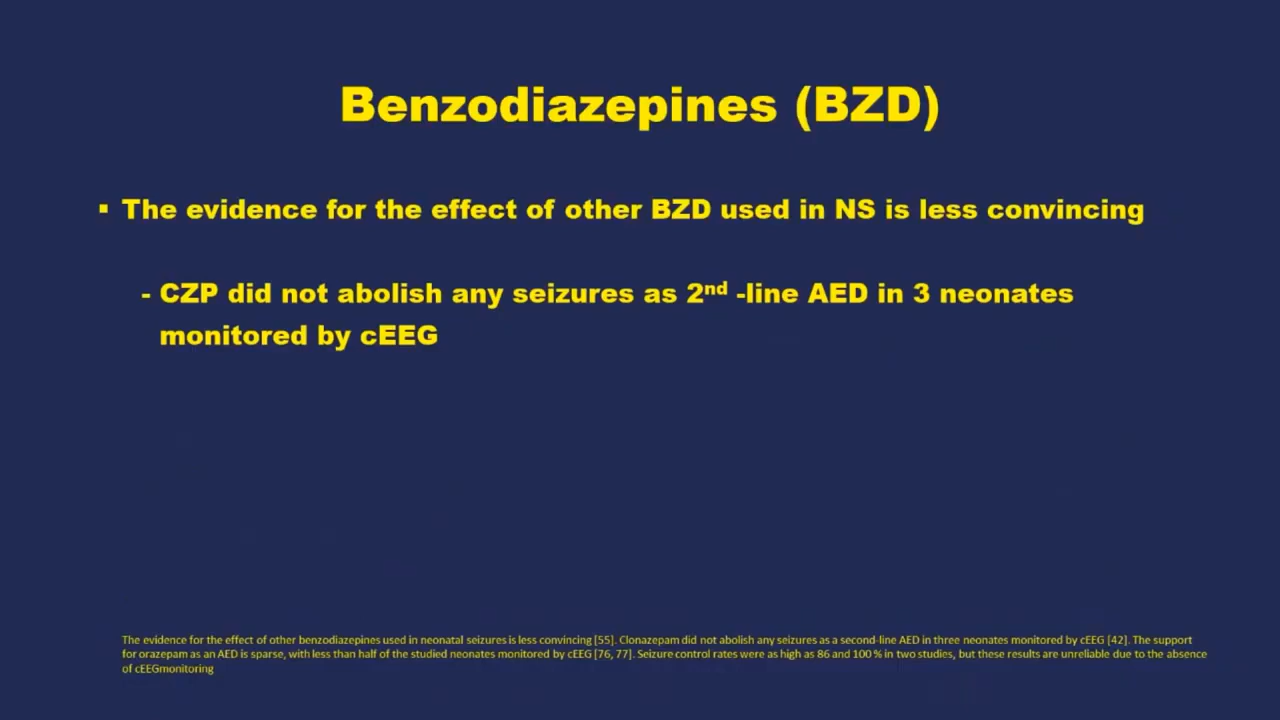 Benzodiazepines (BZD)
▪ The evidence for the effect of other BZD used in NS is less convincing
- CZP did not abolish any seizures as 2nd -line AED in 3 neonates
monitored by cEEG
The evidence for the effect of other benzodiazepines used in neonatal seizures is less convincing [55]. Clonazepam did not abolish any seizures as a second-line AED in three neonates monitored by cEEG [42]. The support
for orazepam as an AED is sparse, with less than half of the studied neonates monitored by cEEG [76, 77]. Seizure control rates were as high as 86 and 100 % in two studies, but these results are unreliable due to the absence
of cEEGmonitoring